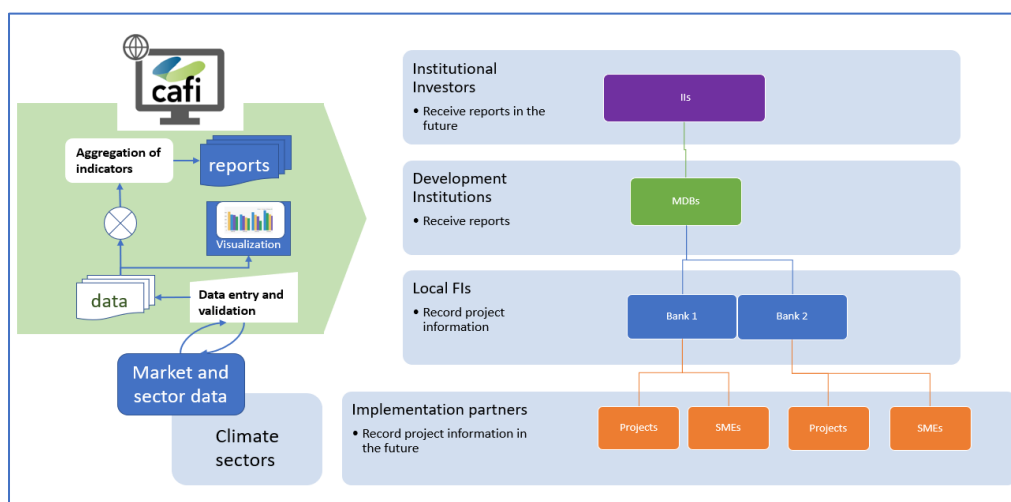 cafi
Aggregation of
indicators
reports
Visualization
data
Data entry and
validation
Market and
sector data
Climate
sectors
Institutional
Investors
• Receive reports in the
future
IIs
Development
Institutions
• Receive reports
MDBs
Local FIs
• Record project
information
Bank 1
Bank 2
Implementation partners
• Record project information in
the future
Projects
SMEs
Projects
SMEs